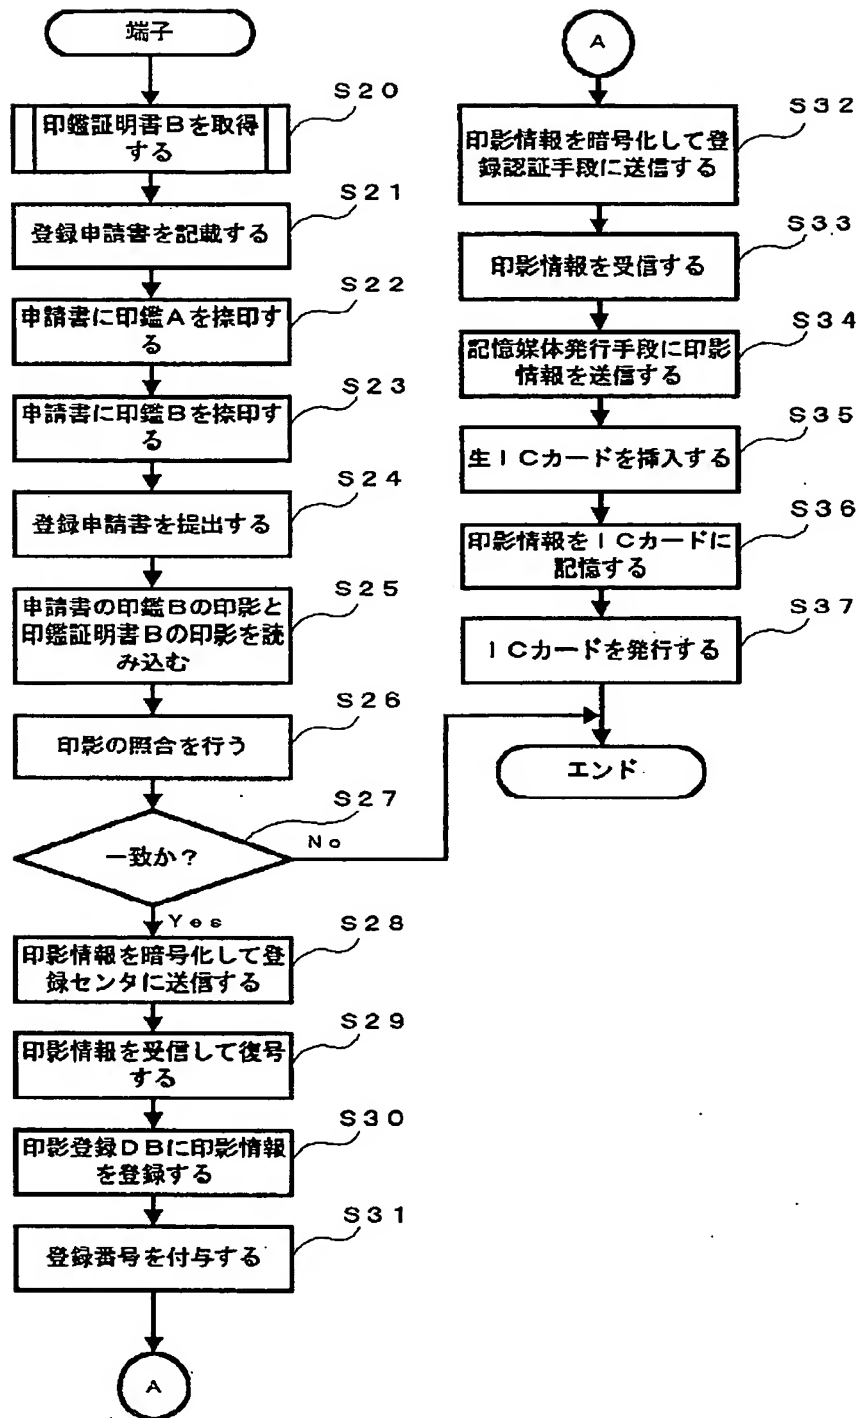 端子
S20
印鑑証明書Bを取得
する
S21
登録申請書を記載する
S22
申請書に印鑑Aを捺印す
る
S23
申請書に印鑑Bを捺印す
る
S24
登録申請書を提出する
S25
申請書の印鑑Bの印影と
印鑑証明書Bの印影を読
み込む
S26
印影の照合を行う
S27
一致か?
No
Yes
S28
印影情報を暗号化して登
録センタに送信する
S29
印影情報を受信して復号
する
S30
印影登録DBに印影情報
を登録する
S31
登録番号を付与する
A
A
S32
印影情報を暗号化して登
録認証手段に送信する
S33
印影情報を受信する
S34
記憶媒体発行手段に印影
情報を送信する
S35
生ICカードを挿入する
S36
印影情報をICカードに
記憶する
S37
ICカードを発行する
エンド